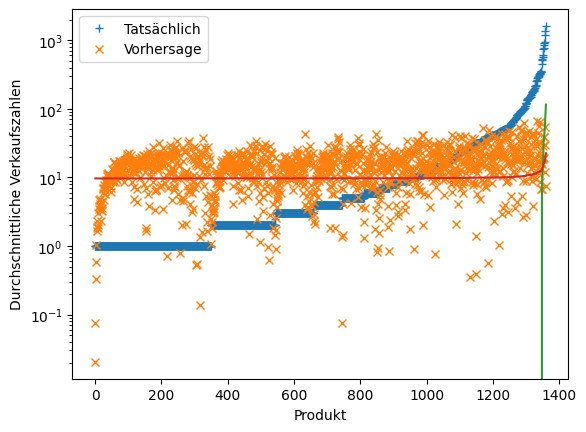 Tatsächlich
Vorhersage
Durchschnittliche Verkaufszahlen
10³
10²
10¹
10⁰
10⁻¹
0 200 400 600 800 1000 1200 1400
Produkt